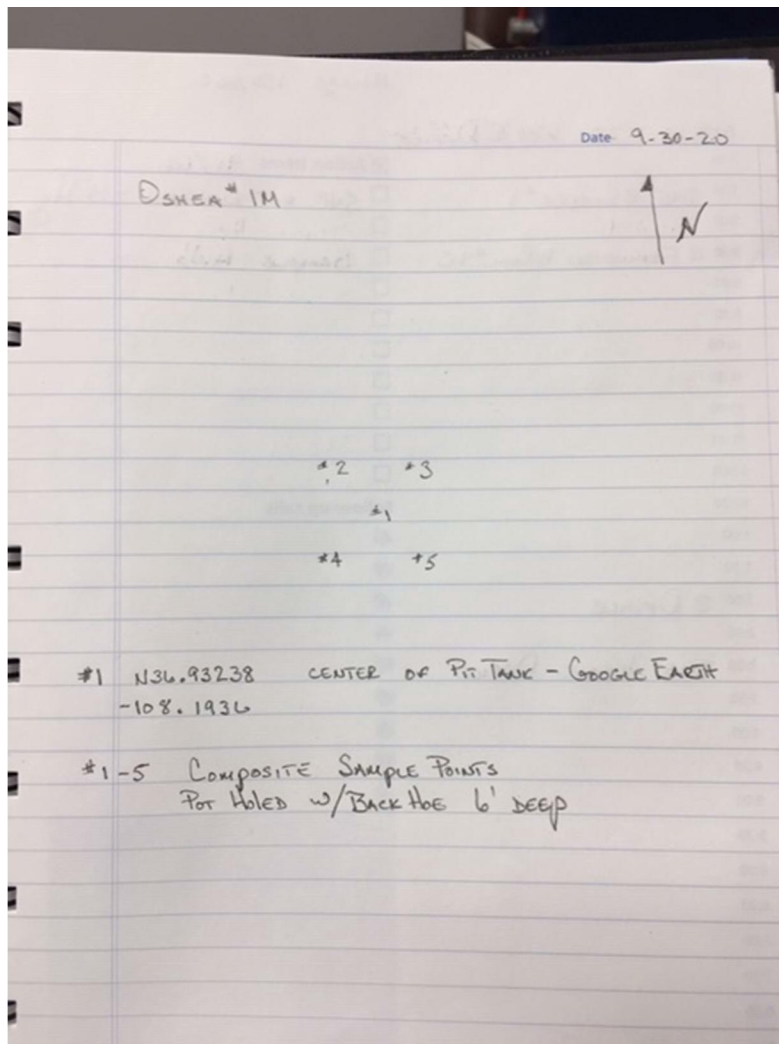 Date 9-30-20
OSHEA #1M
N
#2 #3
#1
#4 #5
#1 N36.93238 CENTER OF PIT TANK - GOOGLE EARTH
-108.1936
#1-5 COMPOSITE SAMPLE POINTS
POT HOLED W/BACK HOE 6' DEEP